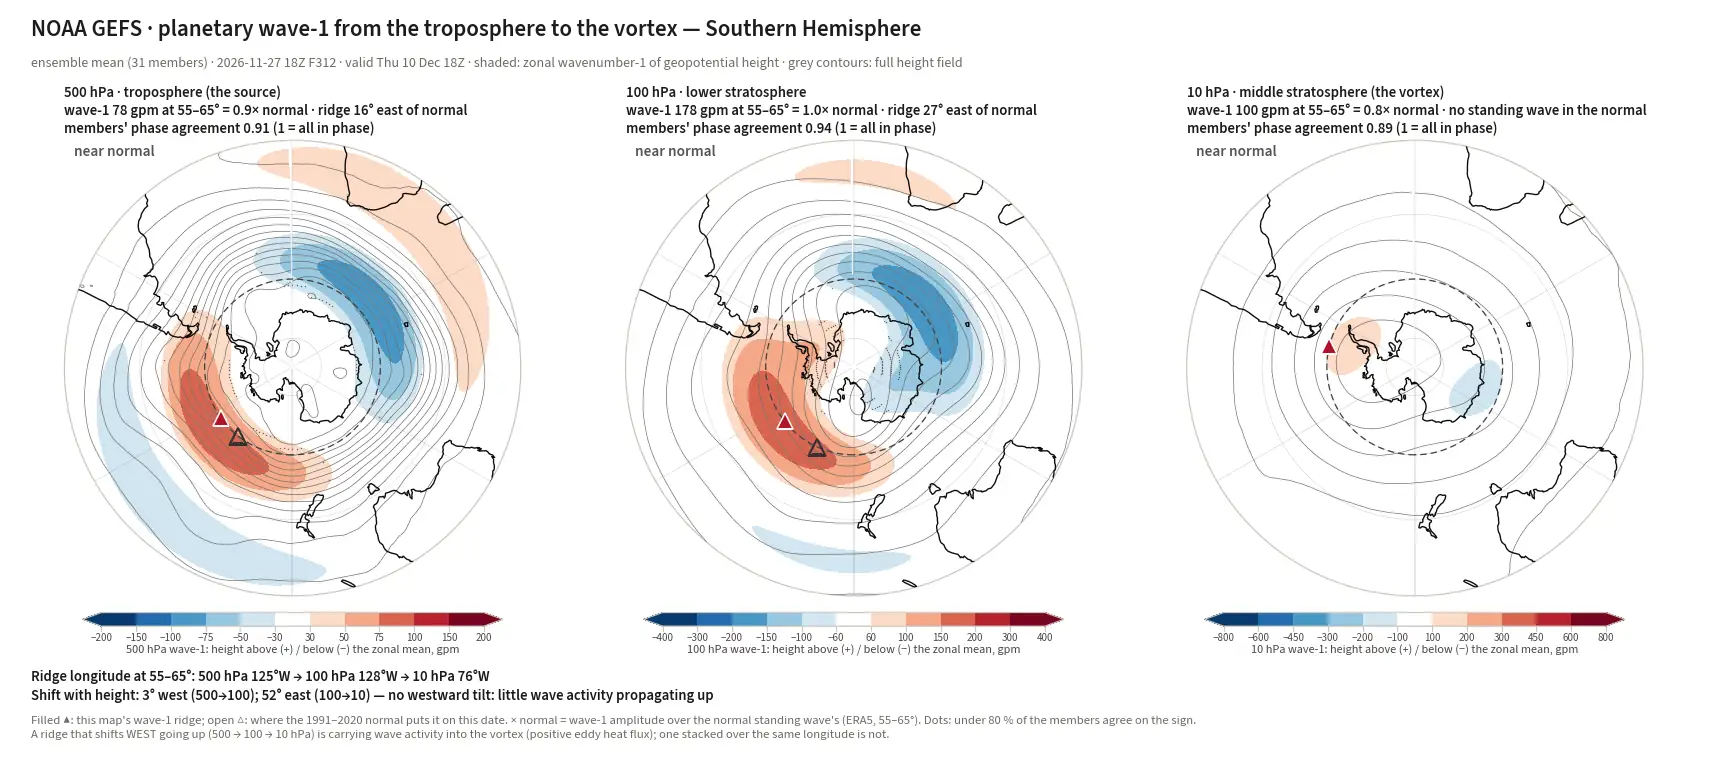 NOAA GEFS · planetary wave-1 from the troposphere to the vortex — Southern Hemisphere
ensemble mean (31 members) · 2026-11-27 18Z F312 · valid Thu 10 Dec 18Z · shaded: zonal wavenumber-1 of geopotential height · grey contours: full height field
500 hPa · troposphere (the source)
wave-1 78 gpm at 55–65° = 0.9× normal · ridge 16° east of normal
members' phase agreement 0.91 (1 = all in phase)
near normal
100 hPa · lower stratosphere
wave-1 178 gpm at 55–65° = 1.0× normal · ridge 27° east of normal
members' phase agreement 0.94 (1 = all in phase)
near normal
10 hPa · middle stratosphere (the vortex)
wave-1 100 gpm at 55–65° = 0.8× normal · no standing wave in the normal
members' phase agreement 0.89 (1 = all in phase)
near normal
−200 −150 −100 −75 −50 −30 30 50 75 100 150 200
500 hPa wave-1: height above (+) / below (−) the zonal mean, gpm
−400 −300 −200 −150 −100 −60 60 100 150 200 300 400
100 hPa wave-1: height above (+) / below (−) the zonal mean, gpm
−800 −600 −450 −300 −200 −100 100 200 300 450 600 800
10 hPa wave-1: height above (+) / below (−) the zonal mean, gpm
Ridge longitude at 55–65°: 500 hPa 125°W → 100 hPa 128°W → 10 hPa 76°W
Shift with height: 3° west (500→100); 52° east (100→10) — no westward tilt: little wave activity propagating up
Filled ▲: this map's wave-1 ridge; open △: where the 1991–2020 normal puts it on this date. × normal = wave-1 amplitude over the normal standing wave's (ERA5, 55–65°). Dots: under 80 % of the members agree on the sign.
A ridge that shifts WEST going up (500 → 100 → 10 hPa) is carrying wave activity into the vortex (positive eddy heat flux); one stacked over the same longitude is not.